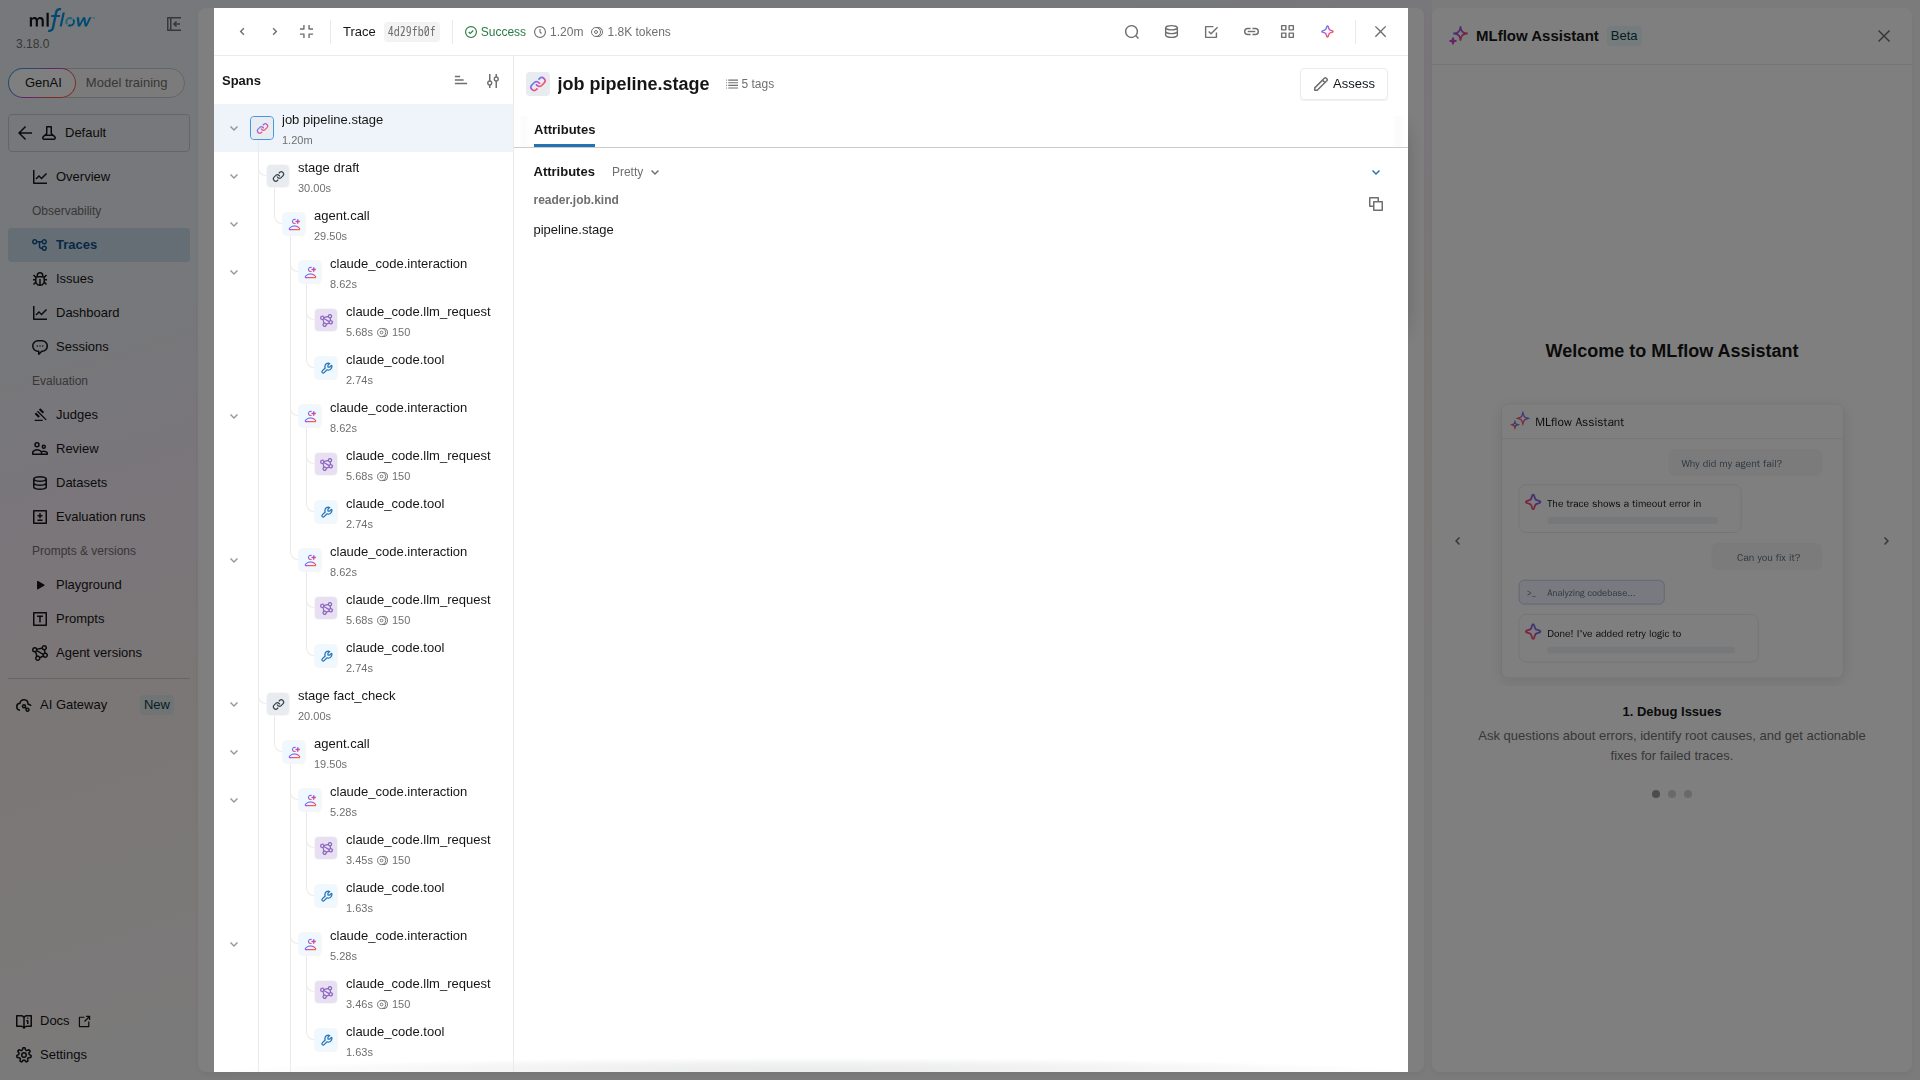 mlflow
3.18.0
GenAI
Model training
Default
Overview
Observability
Traces
Issues
Dashboard
Sessions
Evaluation
Judges
Review
Datasets
Evaluation runs
Prompts & versions
Playground
Prompts
Agent versions
AI Gateway
New
Docs
Settings
Trace
4d29fb0f
Success
1.20m
1.8K tokens
Spans
job pipeline.stage
1.20m
stage draft
30.00s
agent.call
29.50s
claude_code.interaction
8.62s
claude_code.llm_request
5.68s 150
claude_code.tool
2.74s
claude_code.interaction
8.62s
claude_code.llm_request
5.68s 150
claude_code.tool
2.74s
claude_code.interaction
8.62s
claude_code.llm_request
5.68s 150
claude_code.tool
2.74s
stage fact_check
20.00s
agent.call
19.50s
claude_code.interaction
5.28s
claude_code.llm_request
3.45s 150
claude_code.tool
1.63s
claude_code.interaction
5.28s
claude_code.llm_request
3.46s 150
claude_code.tool
1.63s
job pipeline.stage
5 tags
Assess
Attributes
Attributes
Pretty
reader.job.kind
pipeline.stage
MLflow Assistant
Beta
Welcome to MLflow Assistant
MLflow Assistant
Why did my agent fail?
The trace shows a timeout error in
Can you fix it?
>_ Analyzing codebase...
Done! I've added retry logic to
1. Debug Issues
Ask questions about errors, identify root causes, and get actionable
fixes for failed traces.